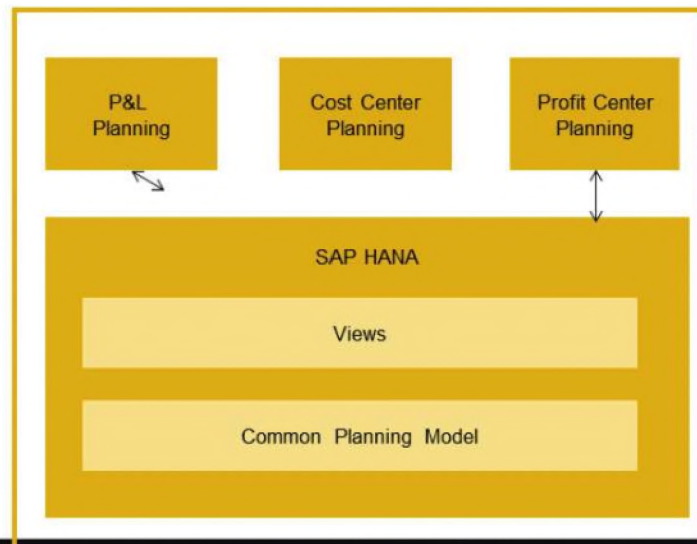 P&L
Planning
Cost Center
Planning
Profit Center
Planning
SAP HANA
Views
Common Planning Model